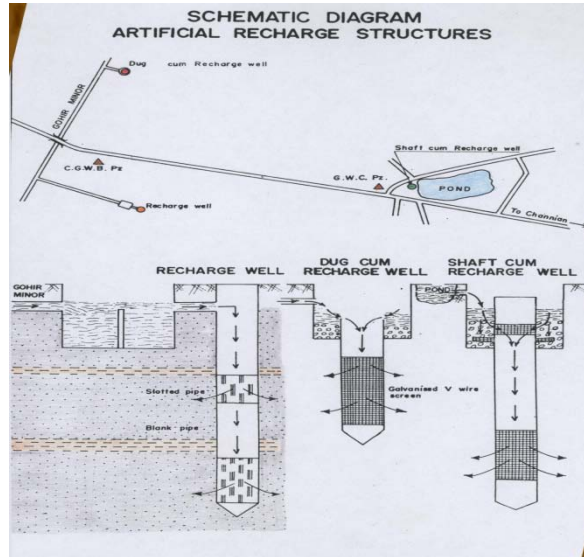 SCHEMATIC DIAGRAM
ARTIFICIAL RECHARGE STRUCTURES
Dug cum Recharge well
GOHIR MINOR
Shaft cum Recharge well
C.G.W.B. Pz
G.W.C. Pz.
POND
Recharge well
To Channian
RECHARGE WELL
DUG CUM
RECHARGE WELL
SHAFT CUM
RECHARGE WELL
GOHIR
MINOR
POND
Slotted pipe
Galvanised V wire
screen
Blank pipe